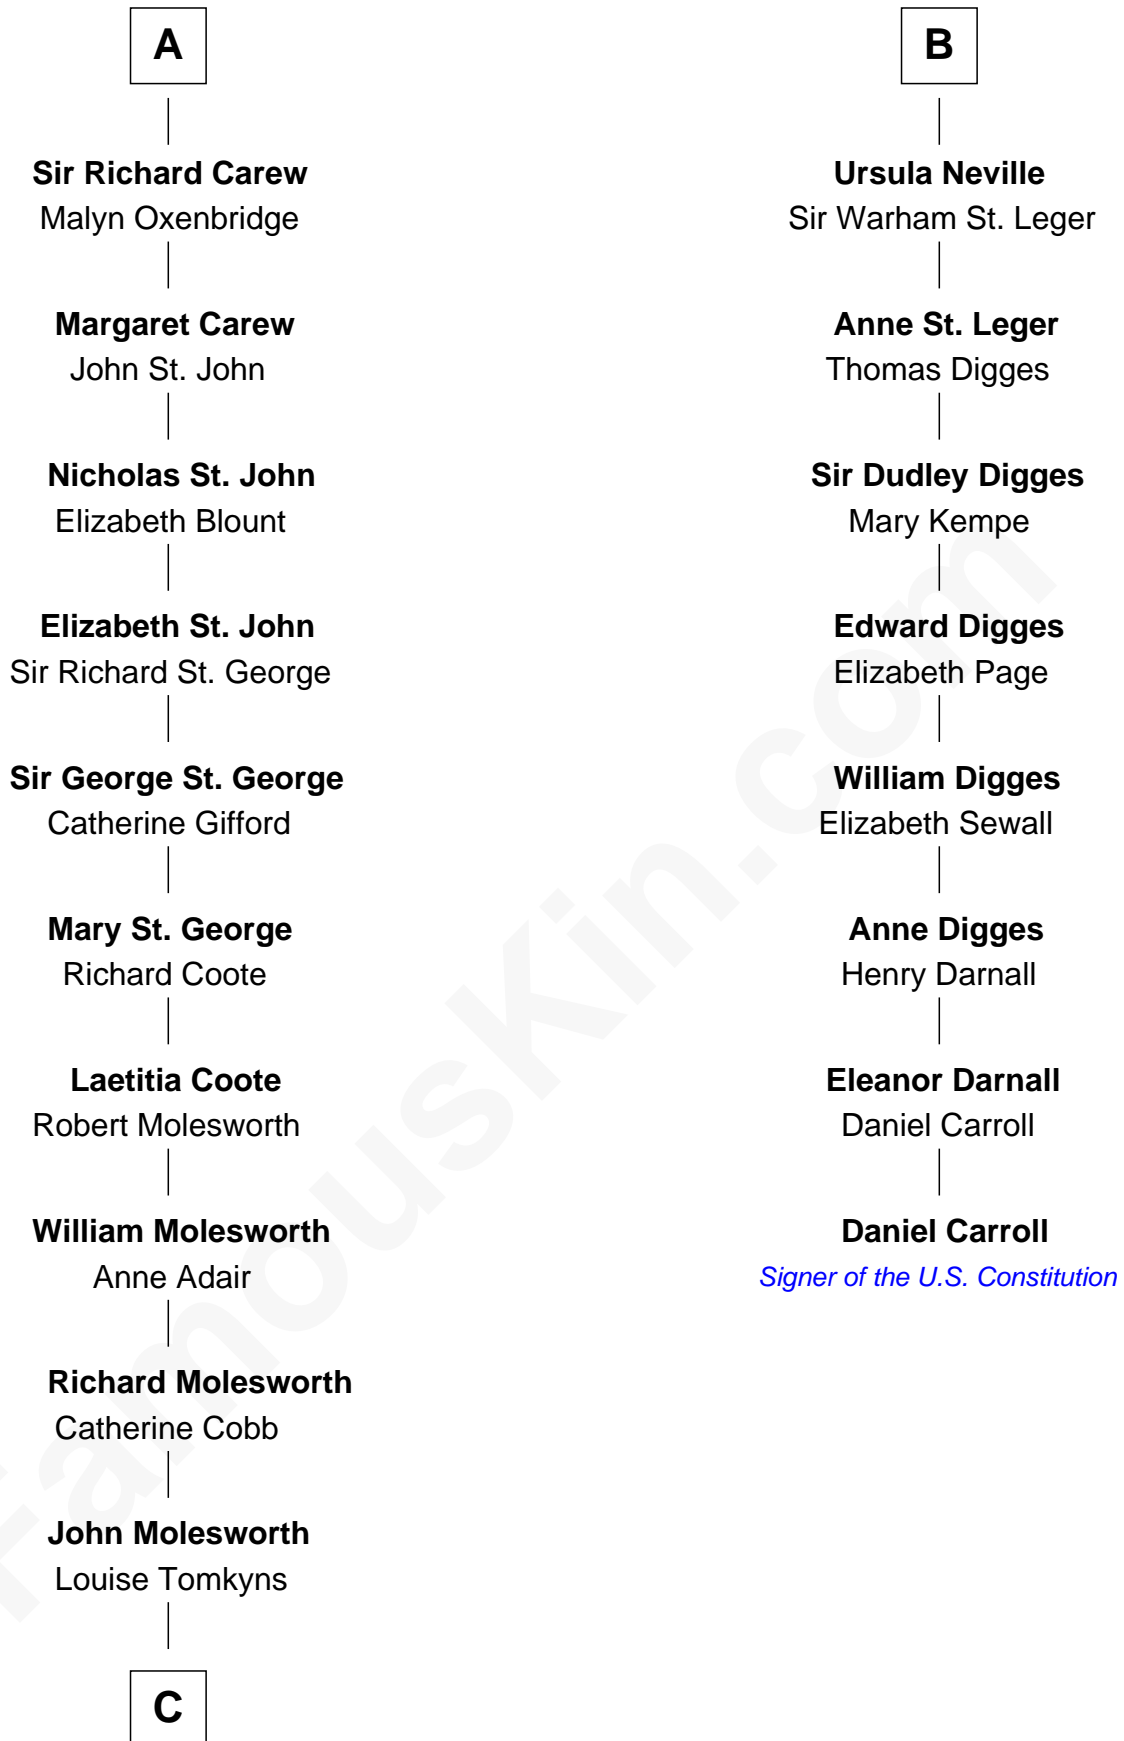 A
Sir Richard Carew
Malyn Oxenbridge
Margaret Carew
John St. John
Nicholas St. John
Elizabeth Blount
Elizabeth St. John
Sir Richard St. George
Sir George St. George
Catherine Gifford
Mary St. George
Richard Coote
Laetitia Coote
Robert Molesworth
William Molesworth
Anne Adair
Richard Molesworth
Catherine Cobb
John Molesworth
Louise Tomkyns
C
B
Ursula Neville
Sir Warham St. Leger
Anne St. Leger
Thomas Digges
Sir Dudley Digges
Mary Kempe
Edward Digges
Elizabeth Page
William Digges
Elizabeth Sewall
Anne Digges
Henry Darnall
Eleanor Darnall
Daniel Carroll
Daniel Carroll
Signer of the U.S. Constitution
FamousKin.com